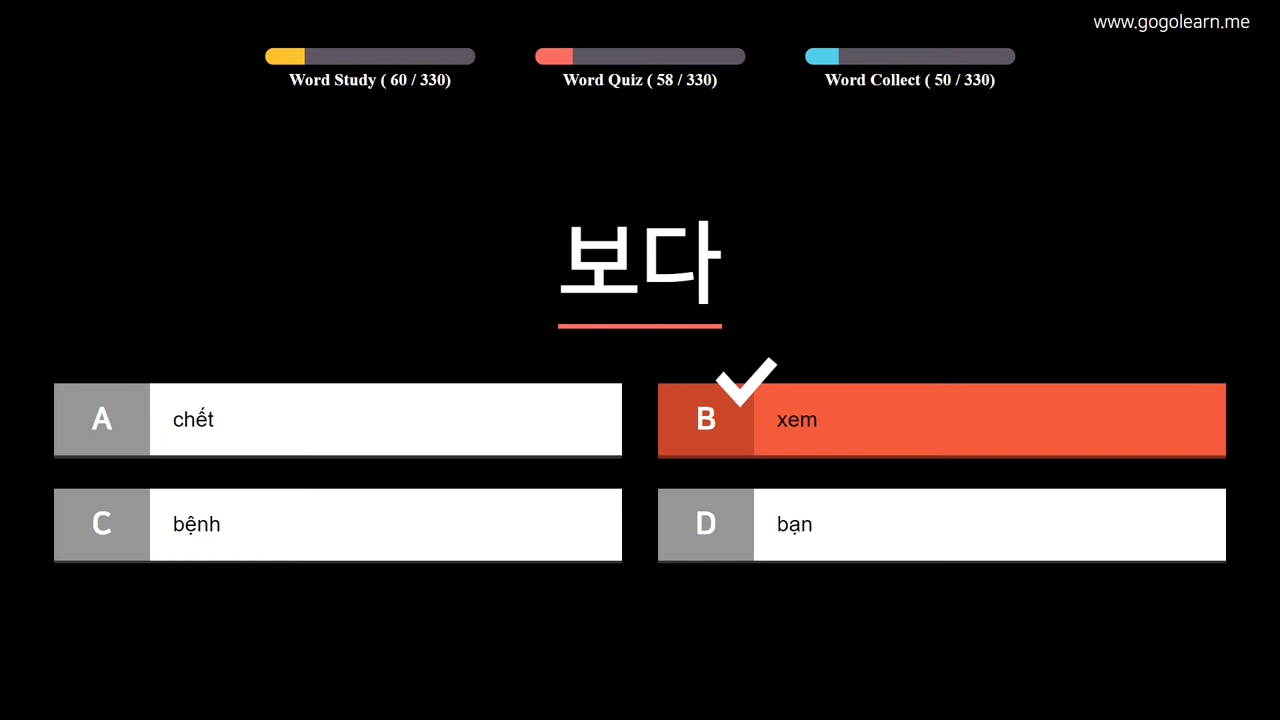 www.gogolearn.me
Word Study ( 60 / 330)
Word Quiz ( 58 / 330)
Word Collect ( 50 / 330)
보다
A chết
B xem
C bệnh
D bạn